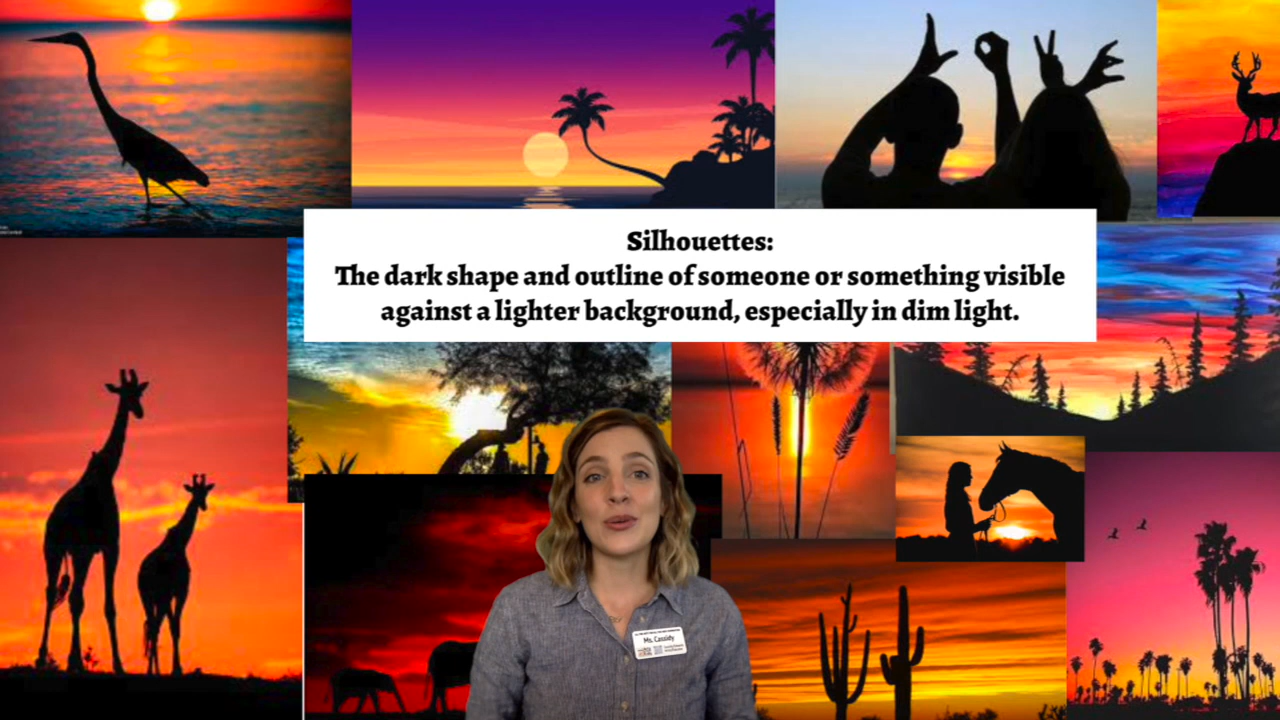 Silhouettes:
The dark shape and outline of someone or something visible
against a lighter background, especially in dim light.
Ms. Cassidy